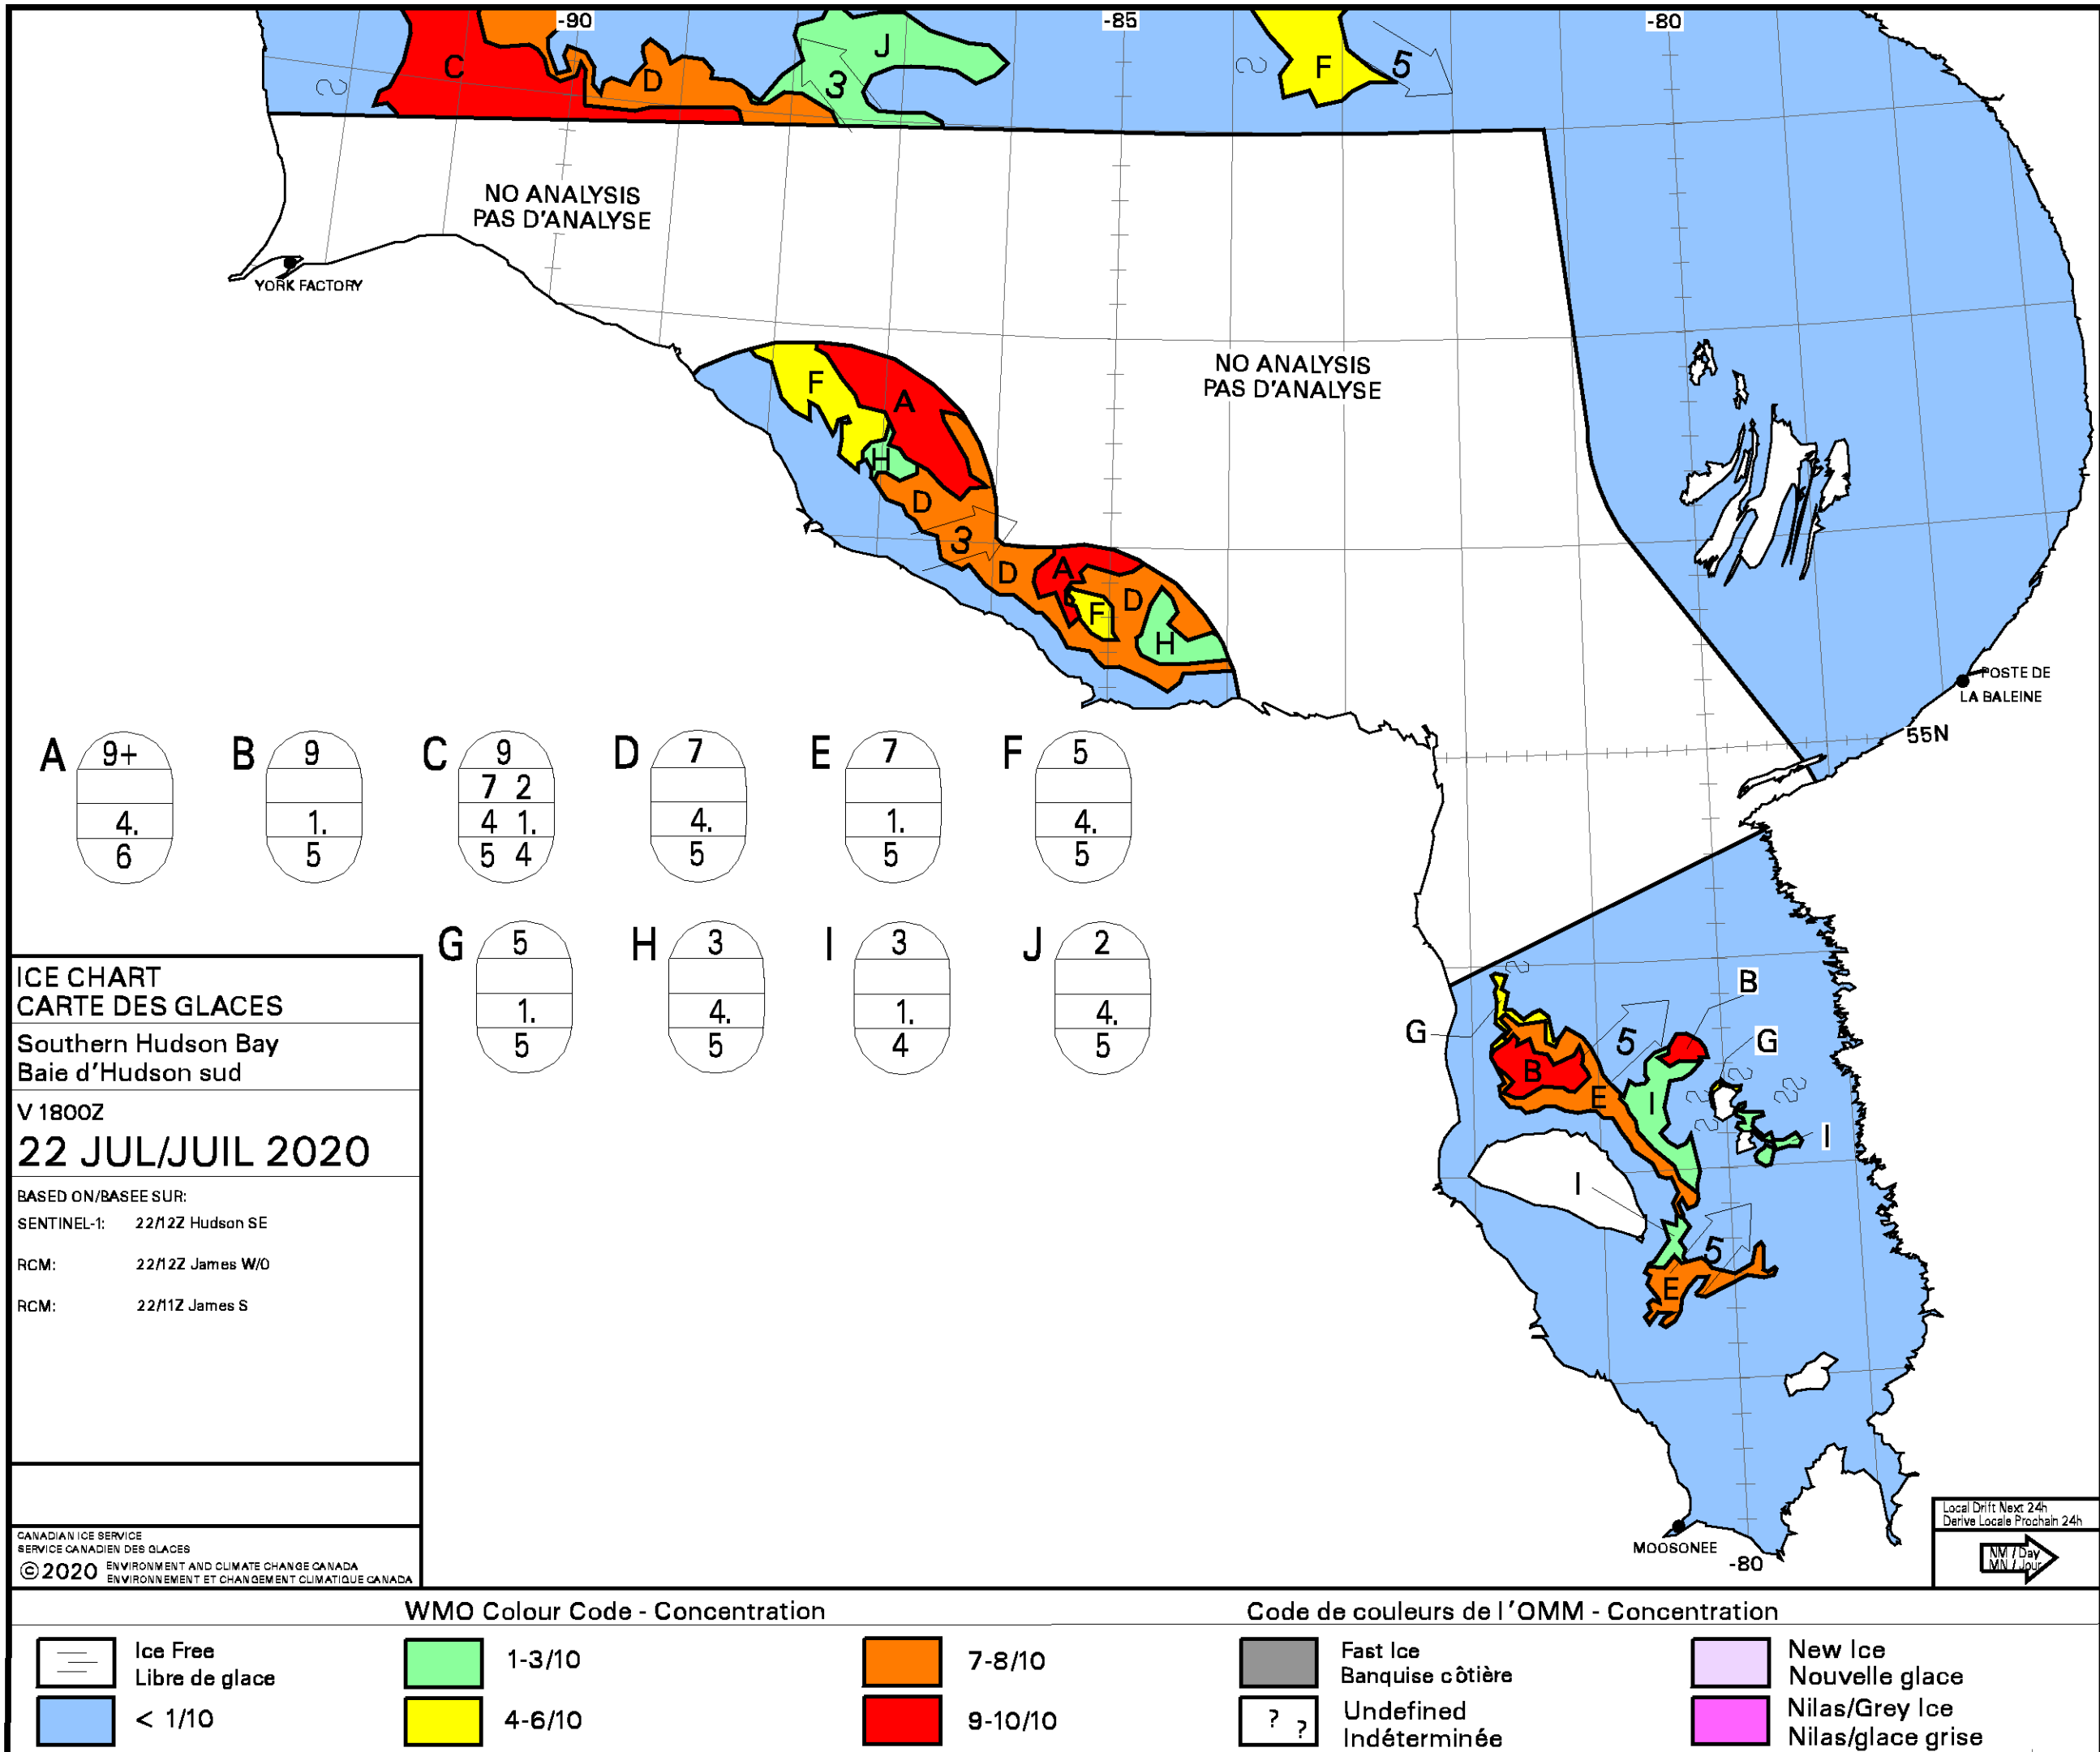 -90
-85
-80
C
D
3
J
F
5
NO ANALYSIS
PAS D'ANALYSE
YORK FACTORY
NO ANALYSIS
PAS D'ANALYSE
F
A
H
D
3
D
A
F
D
H
POSTE DE
LA BALEINE
55N
A
9+
4.
6
B
9
1.
5
C
9
7 2
4 1.
5 4
D
7
4.
5
E
7
1.
5
F
5
4.
5
G
5
1.
5
H
3
4.
5
I
3
1.
4
J
2
4.
5
B
G
5
G
B
E
I
I
I
5
E
MOOSONEE
-80
ICE CHART
CARTE DES GLACES
Southern Hudson Bay
Baie d'Hudson sud
V 1800Z
22 JUL/JUIL 2020
BASED ON/BASEE SUR:
SENTINEL-1: 22/12Z Hudson SE
RCM: 22/12Z James W/O
RCM: 22/11Z James S
CANADIAN ICE SERVICE
SERVICE CANADIEN DES GLACES
©2020 ENVIRONMENT AND CLIMATE CHANGE CANADA
ENVIRONNEMENT ET CHANGEMENT CLIMATIQUE CANADA
Local Drift Next 24h
Derive Locale Prochain 24h
NM / Day
MN / Jour
WMO Colour Code - Concentration
Code de couleurs de l'OMM - Concentration
Ice Free
Libre de glace
< 1/10
1-3/10
4-6/10
7-8/10
9-10/10
Fast Ice
Banquise côtière
? ?
Undefined
Indéterminée
New Ice
Nouvelle glace
Nilas/Grey Ice
Nilas/glace grise